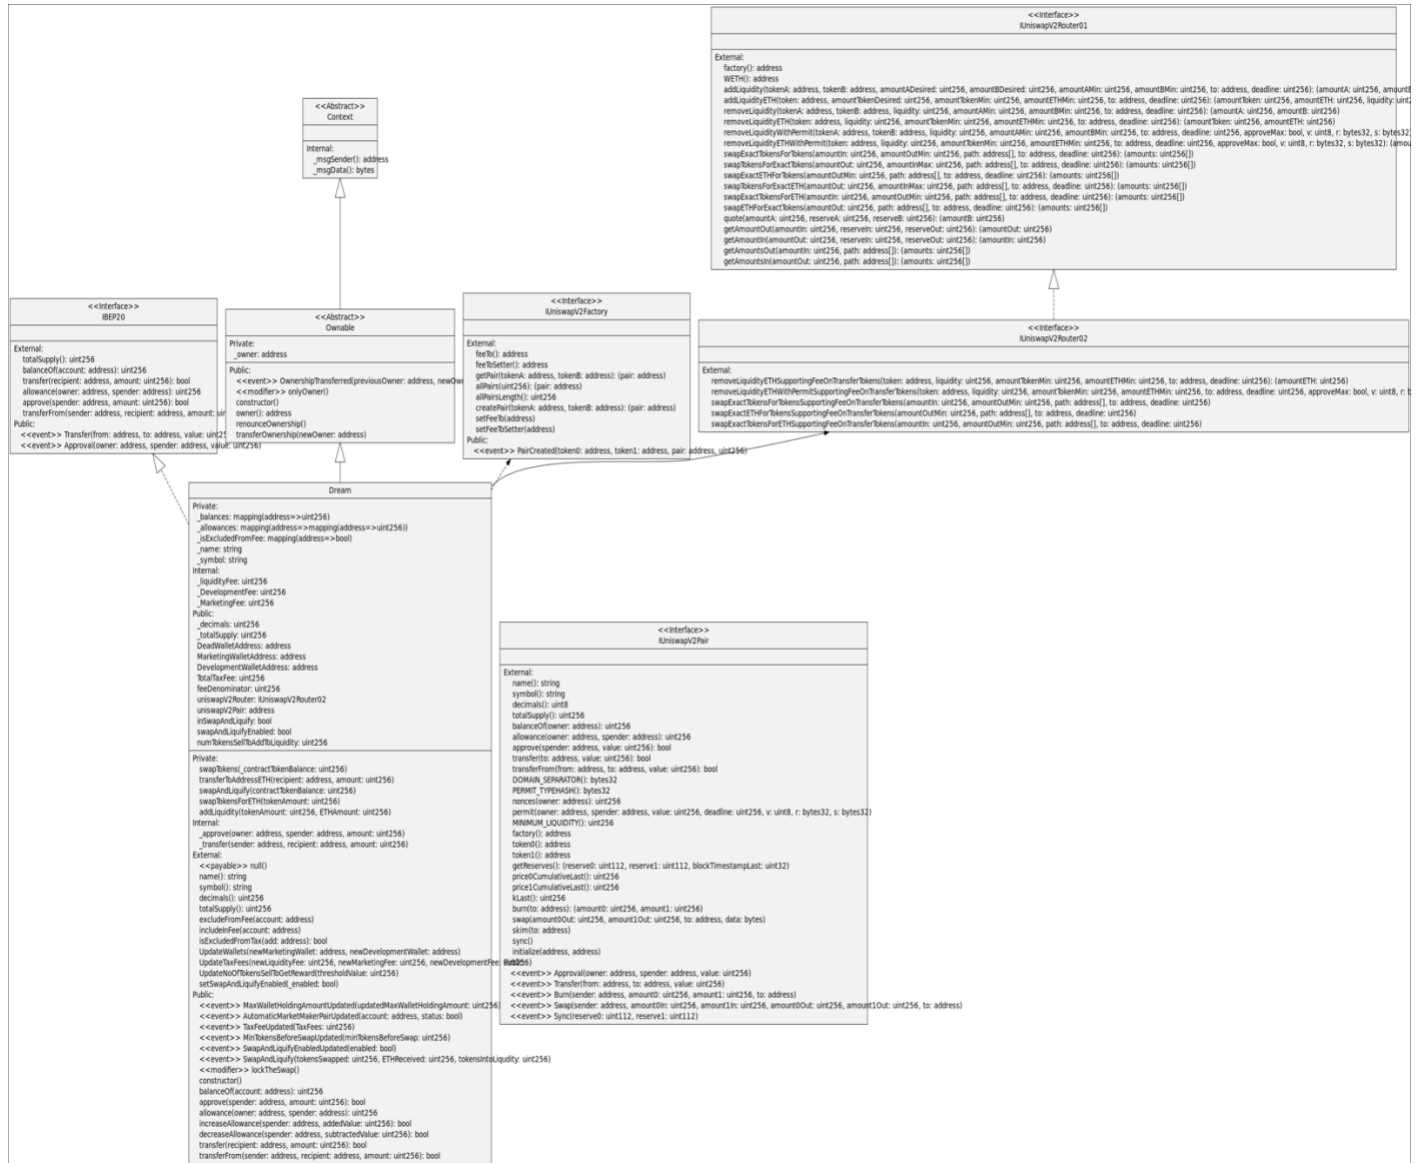 <<Interface>>
IUniswapV2Router01
External:
factory(): address
WETH(): address
addLiquidity(tokenA: address, tokenB: address, amountADesired: uint256, amountBDesired: uint256, amountAMin: uint256, amountBMin: uint256, to: address, deadline: uint256): (amountA: uint256, amountB
addLiquidityETH(token: address, amountTokenDesired: uint256, amountTokenMin: uint256, amountETHMin: uint256, to: address, deadline: uint256): (amountToken: uint256, amountETH: uint256, liquidity: uint2
removeLiquidity(tokenA: address, tokenB: address, liquidity: uint256, amountAMin: uint256, amountBMin: uint256, to: address, deadline: uint256): (amountA: uint256, amountB: uint256)
removeLiquidityETH(token: address, liquidity: uint256, amountTokenMin: uint256, amountETHMin: uint256, to: address, deadline: uint256): (amountToken: uint256, amountETH: uint256)
removeLiquidityWithPermit(tokenA: address, tokenB: address, liquidity: uint256, amountAMin: uint256, amountBMin: uint256, to: address, deadline: uint256, approveMax: bool, v: uint8, r: bytes32, s: bytes32)
removeLiquidityETHWithPermit(token: address, liquidity: uint256, amountTokenMin: uint256, amountETHMin: uint256, to: address, deadline: uint256, approveMax: bool, v: uint8, r: bytes32, s: bytes32): (amou
swapExactTokensForTokens(amountIn: uint256, amountOutMin: uint256, path: address[], to: address, deadline: uint256): (amounts: uint256[])
swapTokensForExactTokens(amountOut: uint256, amountInMax: uint256, path: address[], to: address, deadline: uint256): (amounts: uint256[])
swapExactETHForTokens(amountOutMin: uint256, path: address[], to: address, deadline: uint256): (amounts: uint256[])
swapTokensForExactETH(amountOut: uint256, amountInMax: uint256, path: address[], to: address, deadline: uint256): (amounts: uint256[])
swapExactTokensForETH(amountIn: uint256, amountOutMin: uint256, path: address[], to: address, deadline: uint256): (amounts: uint256[])
swapETHForExactTokens(amountOut: uint256, path: address[], to: address, deadline: uint256): (amounts: uint256[])
quote(amountA: uint256, reserveA: uint256, reserveB: uint256): (amountB: uint256)
getAmountOut(amountIn: uint256, reserveIn: uint256, reserveOut: uint256): (amountOut: uint256)
getAmountIn(amountOut: uint256, reserveIn: uint256, reserveOut: uint256): (amountIn: uint256)
getAmountsOut(amountIn: uint256, path: address[]): (amounts: uint256[])
getAmountsIn(amountOut: uint256, path: address[]): (amounts: uint256[])
<<Abstract>>
Context
Internal:
_msgSender(): address
_msgData(): bytes
<<Interface>>
IBEP20
External:
totalSupply(): uint256
balanceOf(account: address): uint256
transfer(recipient: address, amount: uint256): bool
allowance(owner: address, spender: address): uint256
approve(spender: address, amount: uint256): bool
transferFrom(sender: address, recipient: address, amount: uin
Public:
<<event>> Transfer(from: address, to: address, value: uint25
<<event>> Approval(owner: address, spender: address, value: uint256)
<<Abstract>>
Ownable
Private:
_owner: address
Public:
<<event>> OwnershipTransferred(previousOwner: address, newOwn
<<modifier>> onlyOwner()
constructor()
owner(): address
renounceOwnership()
transferOwnership(newOwner: address)
<<Interface>>
IUniswapV2Factory
External:
feeTo(): address
feeToSetter(): address
getPair(tokenA: address, tokenB: address): (pair: address)
allPairs(uint256): (pair: address)
allPairsLength(): uint256
createPair(tokenA: address, tokenB: address): (pair: address)
setFeeTo(address)
setFeeToSetter(address)
Public:
<<event>> PairCreated(token0: address, token1: address, pair: address, uint256)
<<Interface>>
IUniswapV2Router02
External:
removeLiquidityETHSupportingFeeOnTransferTokens(token: address, liquidity: uint256, amountTokenMin: uint256, amountETHMin: uint256, to: address, deadline: uint256): (amountETH: uint256)
removeLiquidityETHWithPermitSupportingFeeOnTransferTokens(token: address, liquidity: uint256, amountTokenMin: uint256, amountETHMin: uint256, to: address, deadline: uint256, approveMax: bool, v: uint8, r: b
swapExactTokensForTokensSupportingFeeOnTransferTokens(amountIn: uint256, amountOutMin: uint256, path: address[], to: address, deadline: uint256)
swapExactETHForTokensSupportingFeeOnTransferTokens(amountOutMin: uint256, path: address[], to: address, deadline: uint256)
swapExactTokensForETHSupportingFeeOnTransferTokens(amountIn: uint256, amountOutMin: uint256, path: address[], to: address, deadline: uint256)
Dream
Private:
_balances: mapping(address=>uint256)
_allowances: mapping(address=>mapping(address=>uint256))
_isExcludedFromFee: mapping(address=>bool)
_name: string
_symbol: string
Internal:
_liquidityFee: uint256
_DevelopmentFee: uint256
_MarketingFee: uint256
Public:
_decimals: uint256
_totalSupply: uint256
DeadWalletAddress: address
MarketingWalletAddress: address
DevelopmentWalletAddress: address
TotalTaxFee: uint256
feeDenominator: uint256
uniswapV2Router: IUniswapV2Router02
uniswapV2Pair: address
inSwapAndLiquify: bool
swapAndLiquifyEnabled: bool
numTokensSellToAddToLiquidity: uint256
Private:
swapTokens(_contractTokenBalance: uint256)
transferToAddressETH(recipient: address, amount: uint256)
swapAndLiquify(contractTokenBalance: uint256)
swapTokensForETH(tokenAmount: uint256)
addLiquidity(tokenAmount: uint256, ETHAmount: uint256)
Internal:
_approve(owner: address, spender: address, amount: uint256)
_transfer(sender: address, recipient: address, amount: uint256)
External:
<<payable>> null()
name(): string
symbol(): string
decimals(): uint256
totalSupply(): uint256
excludeFromFee(account: address)
includeInFee(account: address)
isExcludedFromTax(add: address): bool
UpdateWallets(newMarketingWallet: address, newDevelopmentWallet: address)
UpdateTaxFees(newLiquidityFee: uint256, newMarketingFee: uint256, newDevelopmentFee: uint256)
UpdateNoOfTokensSellToGetReward(thresholdValue: uint256)
setSwapAndLiquifyEnabled(_enabled: bool)
Public:
<<event>> MaxWalletHoldingAmountUpdated(updatedMaxWalletHoldingAmount: uint256)
<<event>> AutomaticMarketMakerPairUpdated(account: address, status: bool)
<<event>> TaxFeeUpdated(TaxFees: uint256)
<<event>> MinTokensBeforeSwapUpdated(minTokensBeforeSwap: uint256)
<<event>> SwapAndLiquifyEnabledUpdated(enabled: bool)
<<event>> SwapAndLiquify(tokensSwapped: uint256, ETHReceived: uint256, tokensIntoLiqudity: uint256)
<<modifier>> lockTheSwap()
constructor()
balanceOf(account: address): uint256
approve(spender: address, amount: uint256): bool
allowance(owner: address, spender: address): uint256
increaseAllowance(spender: address, addedValue: uint256): bool
decreaseAllowance(spender: address, subtractedValue: uint256): bool
transfer(recipient: address, amount: uint256): bool
transferFrom(sender: address, recipient: address, amount: uint256): bool
<<Interface>>
IUniswapV2Pair
External:
name(): string
symbol(): string
decimals(): uint8
totalSupply(): uint256
balanceOf(owner: address): uint256
allowance(owner: address, spender: address): uint256
approve(spender: address, value: uint256): bool
transfer(to: address, value: uint256): bool
transferFrom(from: address, to: address, value: uint256): bool
DOMAIN_SEPARATOR(): bytes32
PERMIT_TYPEHASH(): bytes32
nonces(owner: address): uint256
permit(owner: address, spender: address, value: uint256, deadline: uint256, v: uint8, r: bytes32, s: bytes32)
MINIMUM_LIQUIDITY(): uint256
factory(): address
token0(): address
token1(): address
getReserves(): (reserve0: uint112, reserve1: uint112, blockTimestampLast: uint32)
price0CumulativeLast(): uint256
price1CumulativeLast(): uint256
kLast(): uint256
burn(to: address): (amount0: uint256, amount1: uint256)
swap(amount0Out: uint256, amount1Out: uint256, to: address, data: bytes)
skim(to: address)
sync()
initialize(address, address)
Public:
<<event>> Approval(owner: address, spender: address, value: uint256)
<<event>> Transfer(from: address, to: address, value: uint256)
<<event>> Burn(sender: address, amount0: uint256, amount1: uint256, to: address)
<<event>> Swap(sender: address, amount0In: uint256, amount1In: uint256, amount0Out: uint256, amount1Out: uint256, to: address)
<<event>> Sync(reserve0: uint112, reserve1: uint112)